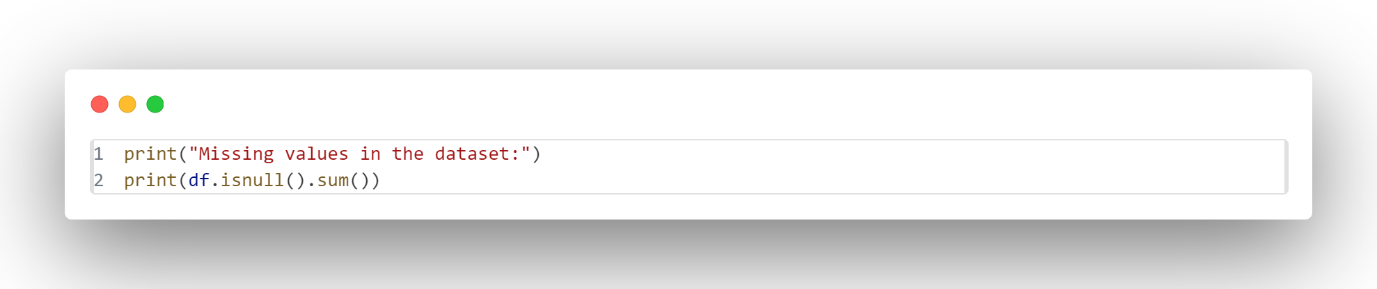 1 print("Missing values in the dataset:")
2 print(df.isnull().sum())